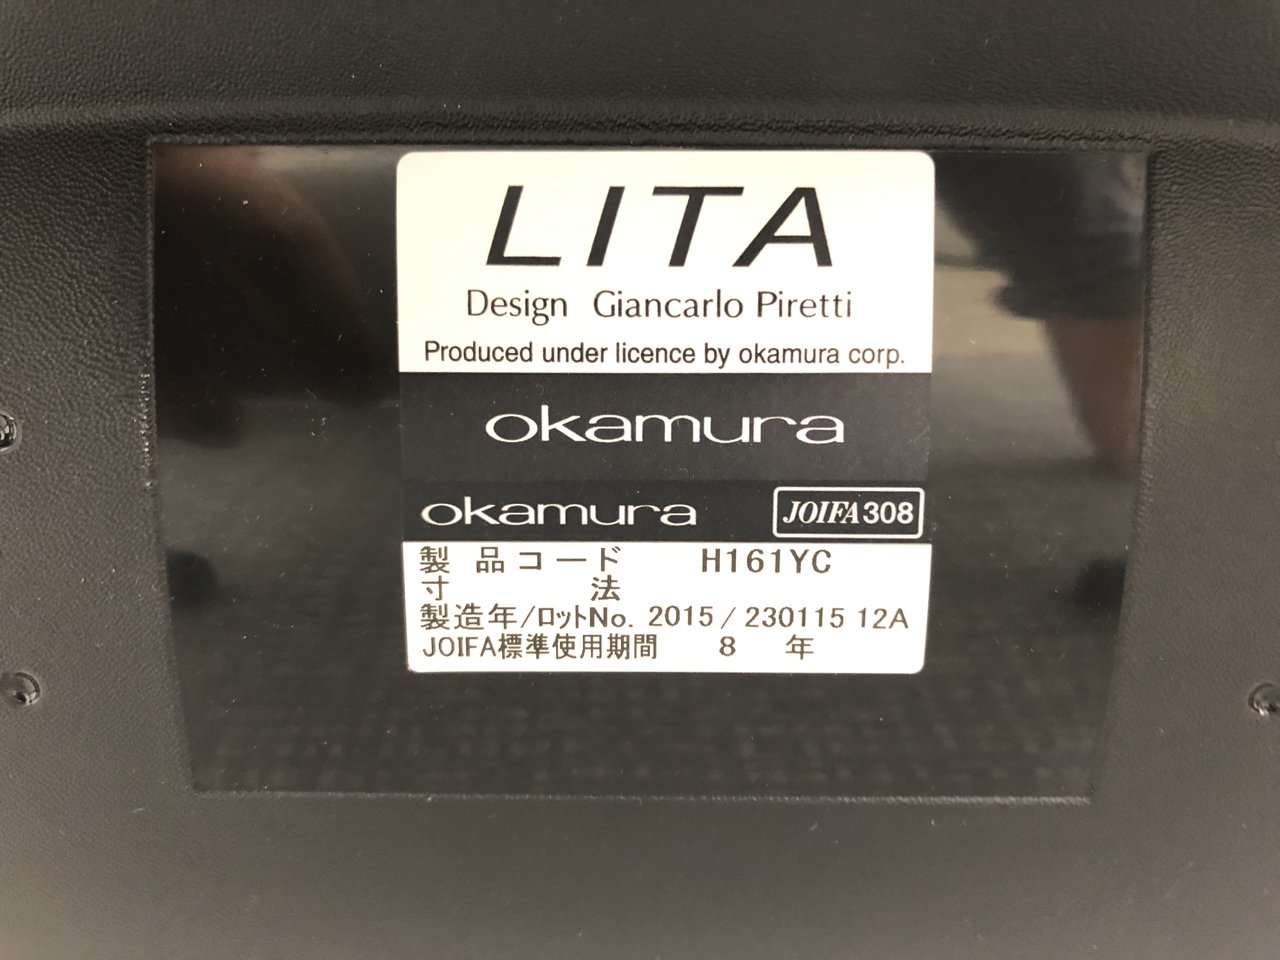 LITA
Design Giancarlo Piretti
Produced under licence by okamura corp.
okamura
okamura JOIFA308
製品コード H161YC
寸法
製造年/ロットNo. 2015 / 230115 12A
JOIFA標準使用期間 8 年